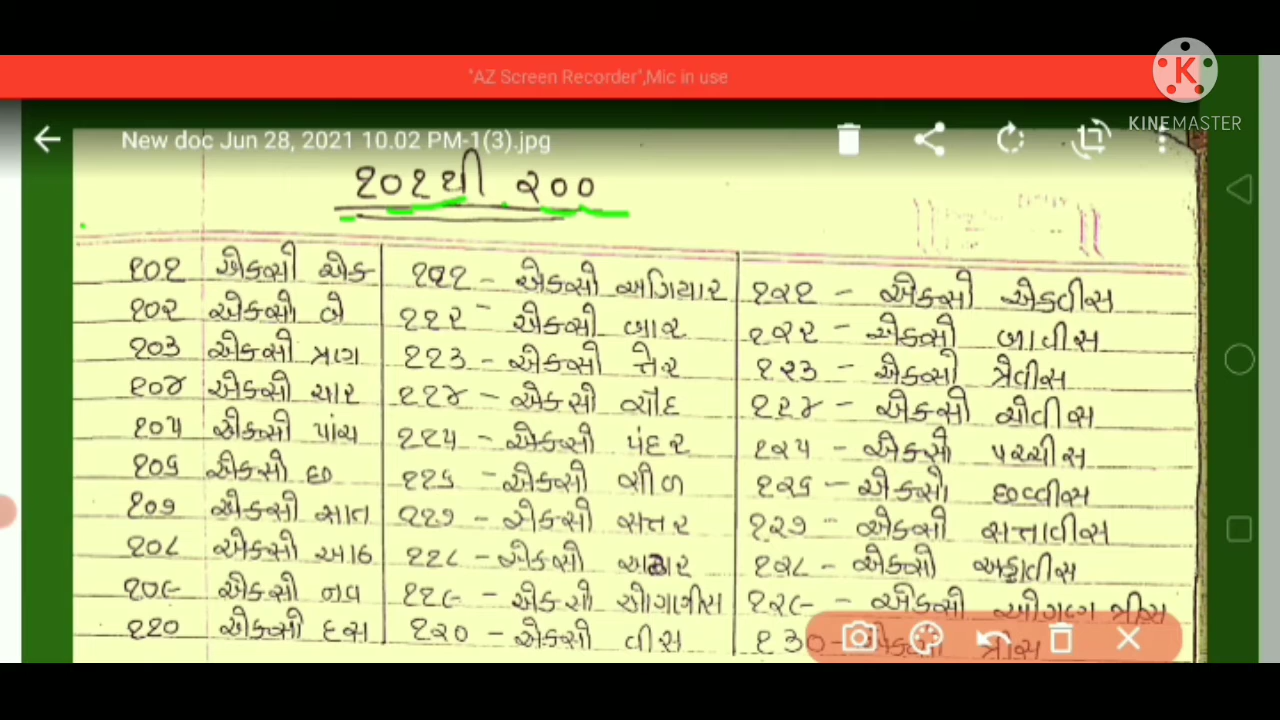 "AZ Screen Recorder",Mic in use
K
KINEMASTER
New doc Jun 28, 2021 10.02 PM-1(3).jpg
૧૦૧થી ૨૦૦
૧૦૧ એકસો એક
૧૦૨ એકસો બે
૧૦૩ એકસો ત્રણ
૧૦૪ એકસો ચાર
૧૦૫ એકસો પાંચ
૧૦૬ એકસો છ
૧૦૭ એકસો સાત
૧૦૮ એકસો આઠ
૧૦૯ એકસો નવ
૧૧૦ એકસો દસ
૧૧૧ - એકસો અગિયાર
૧૧૨ - એકસો બાર
૧૧૩ - એકસો તેર
૧૧૪ - એકસો ચૌદ
૧૧૫ - એકસો પંદર
૧૧૬ - એકસો સોળ
૧૧૭ - એકસો સત્તર
૧૧૮ - એકસો
૧૧૯ - એકસો ઓગણીસ
૧૨૦ - એકસો વીસ
૧૨૧ - એકસો એકવીસ
૧૨૨ - એકસો બાવીસ
૧૨૩ - એકસો ત્રેવીસ
૧૨૪ - એકસો ચોવીસ
૧૨૫ - એકસો પચ્ચીસ
૧૨૬ - એકસો છવ્વીસ
૧૨૭ - એકસો સત્તાવીસ
૧૨૮ - એકસો અઠ્ઠાવીસ
૧૨૯ - એકસો ઓગણ ત્રીસ
૧૩૦ - એકસો ત્રીસ